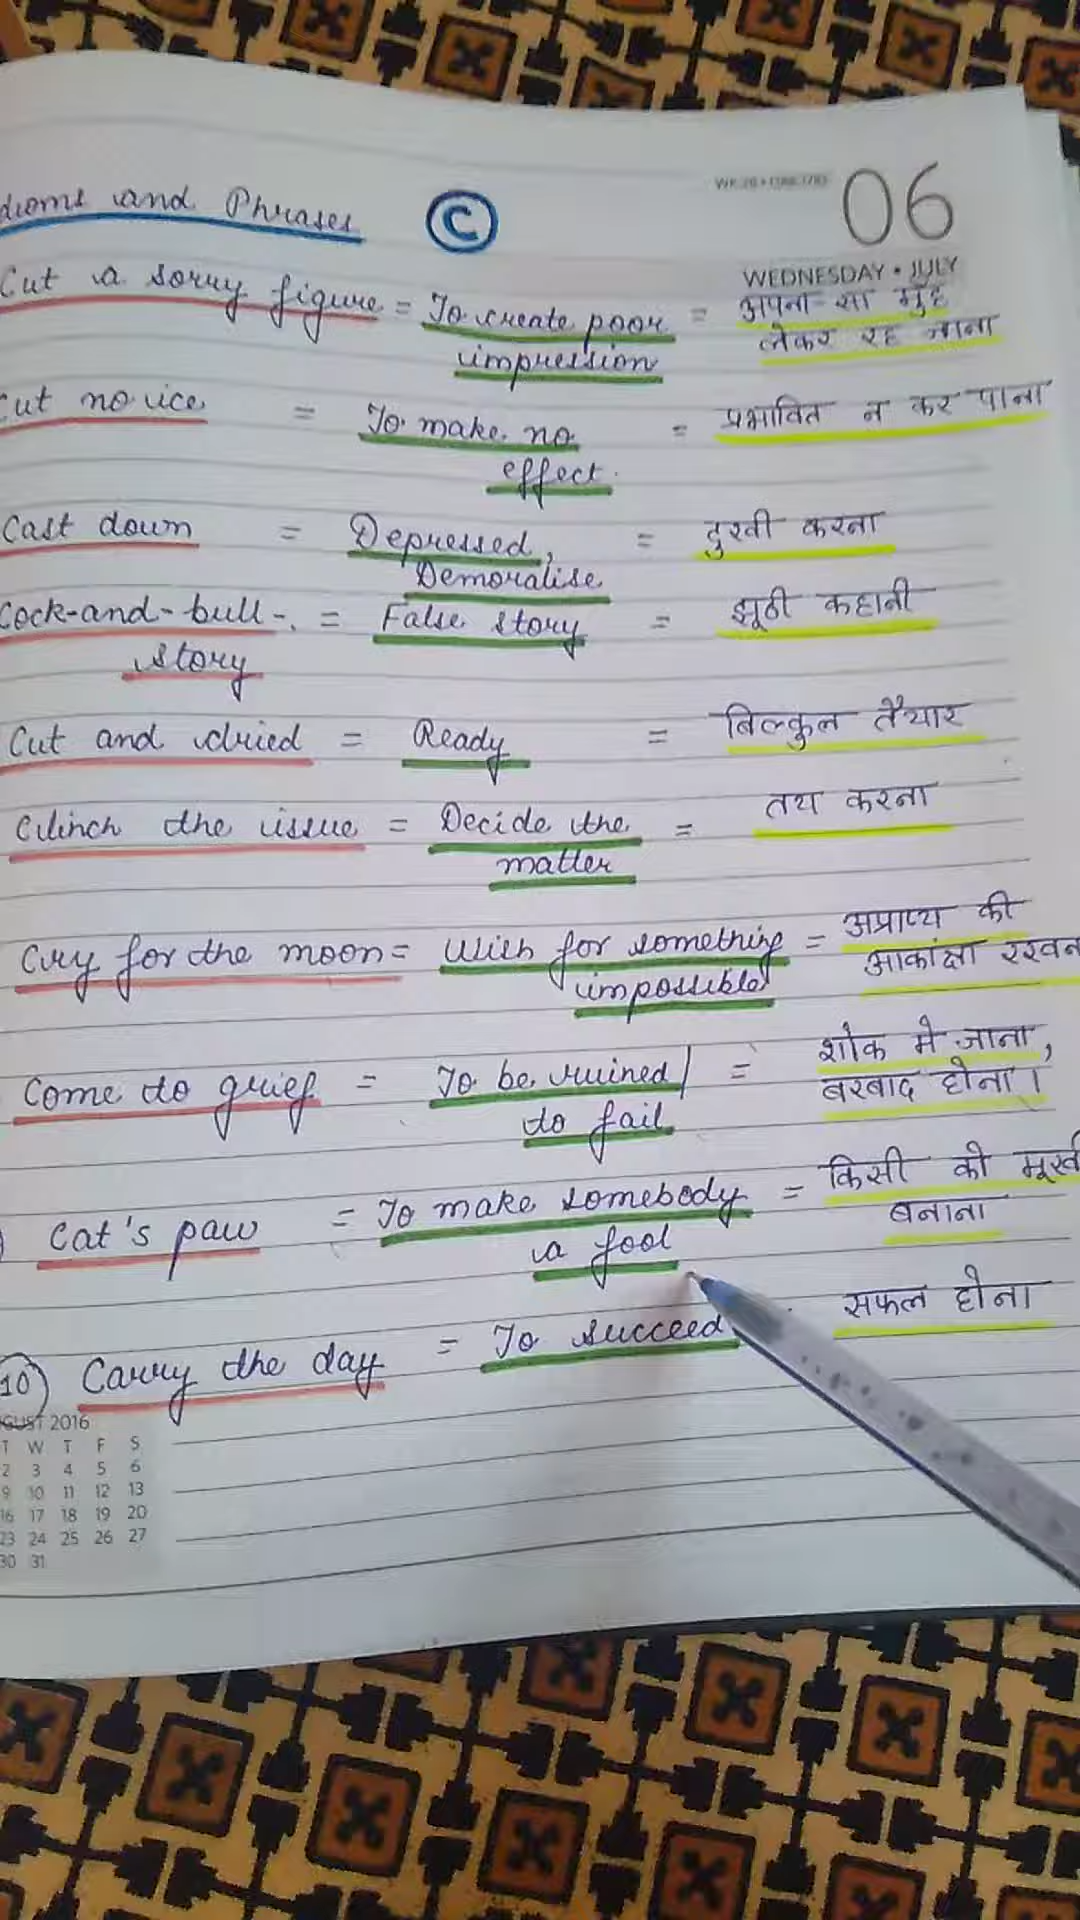 dioms and Phrases C
06
WEDNESDAY • JULY
Cut a sorry figure = To create poor = अपना सा मुह
impression लेकर रह जाना
Cut no ice = To make no = प्रभावित न कर पाना
effect.
Cast down = Depressed, = दुखी करना
Demoralise
Cock-and-bull- = False story = झूठी कहानी
story
Cut and dried = Ready = बिल्कुल तैयार
Clinch the issue = Decide the = तय करना
matter
Cry for the moon = Wish for something = अप्राप्य की
impossible आकांक्षा रखन
Come to grief = To be ruined/ = शोक मे जाना,
to fail बरबाद होना।
Cat's paw = To make somebody = किसी को मूर्ख
a fool बनाना
10) Carry the day = To succeed सफल होना
GUST 2016
T W T F S
2 3 4 5 6
9 10 11 12 13
16 17 18 19 20
23 24 25 26 27
30 31